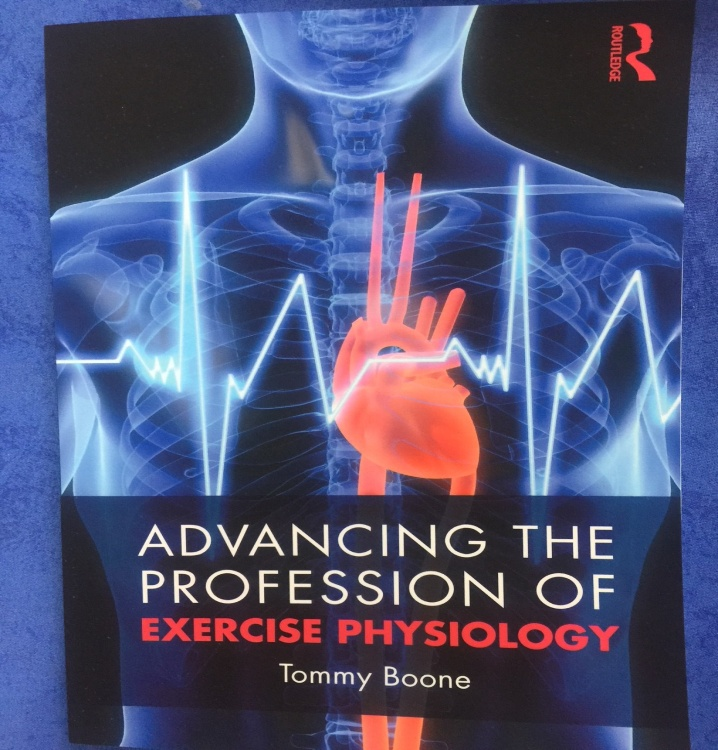 ROUTLEDGE
ADVANCING THE
PROFESSION OF
EXERCISE PHYSIOLOGY
Tommy Boone